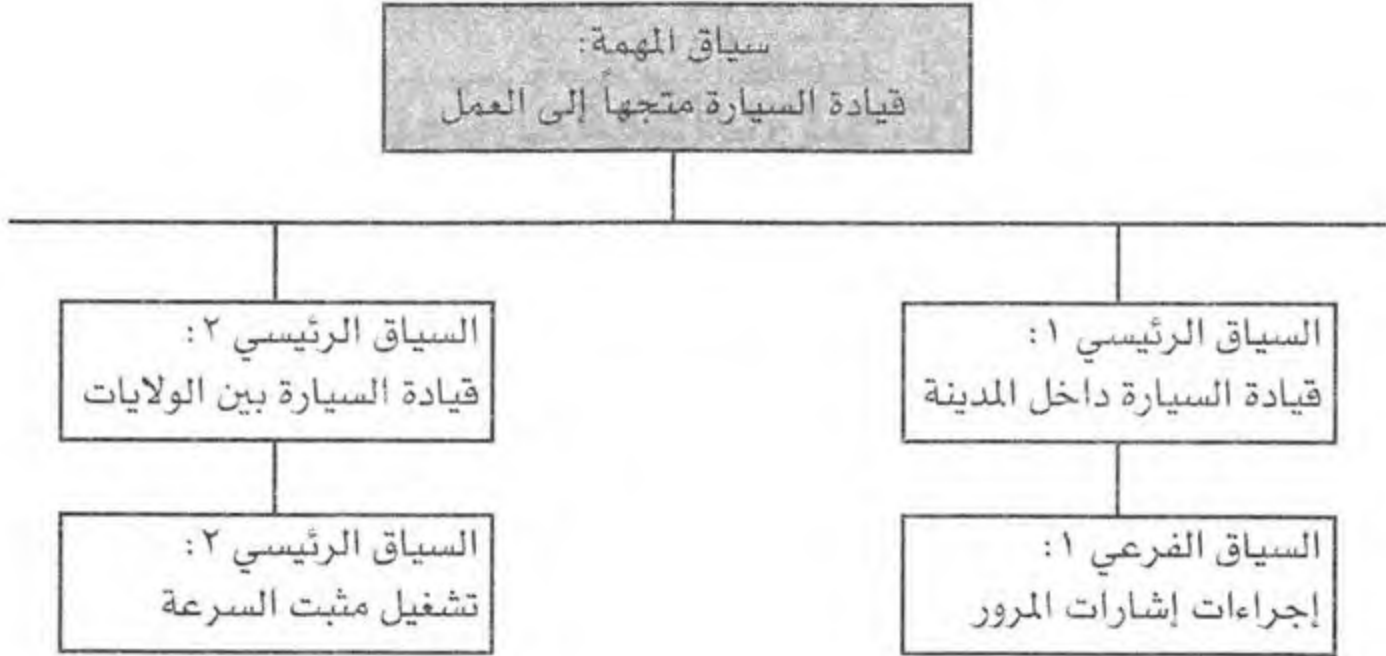 سياق المهمة:
قيادة السيارة متجهاً إلى العمل
السياق الرئيسي ١:
قيادة السيارة داخل المدينة
السياق الرئيسي ٢:
قيادة السيارة بين الولايات
السياق الفرعي ١:
إجراءات إشارات المرور
السياق الرئيسي ٢:
تشغيل مثبت السرعة